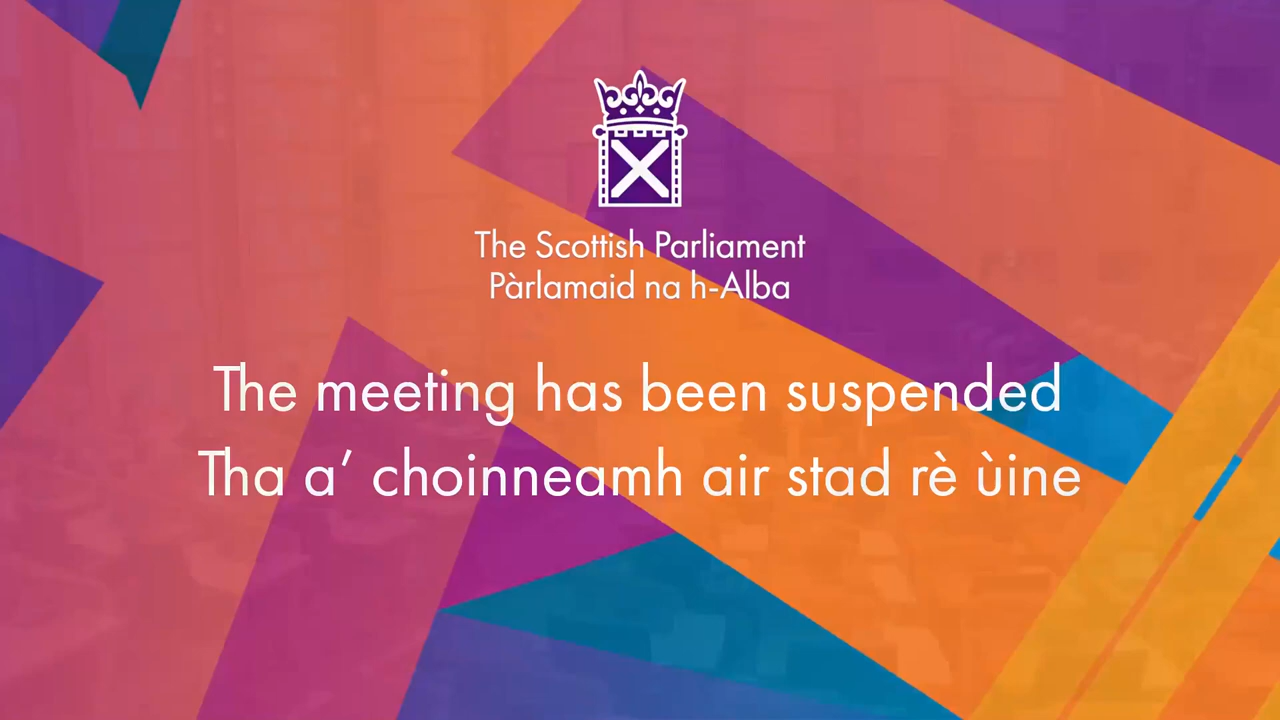 The Scottish Parliament
Pàrlamaid na h-Alba
The meeting has been suspended
Tha a’ choinneamh air stad rè ùine